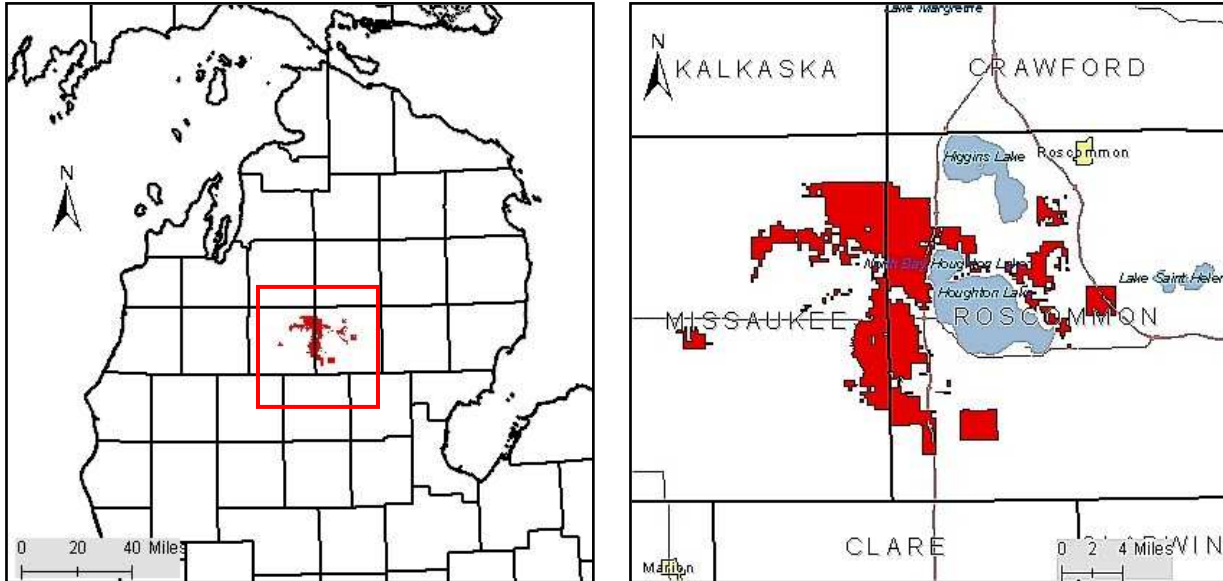 N
0 20 40 Miles
Lake Margrethe
N
KALKASKA
CRAWFORD
Higgins Lake
Roscommon
North Bay Houghton Lake
Lake Saint Helen
Houghton Lake
MISSAUKEE
ROSCOMMON
CLARE
Marion
0 2 4 Miles